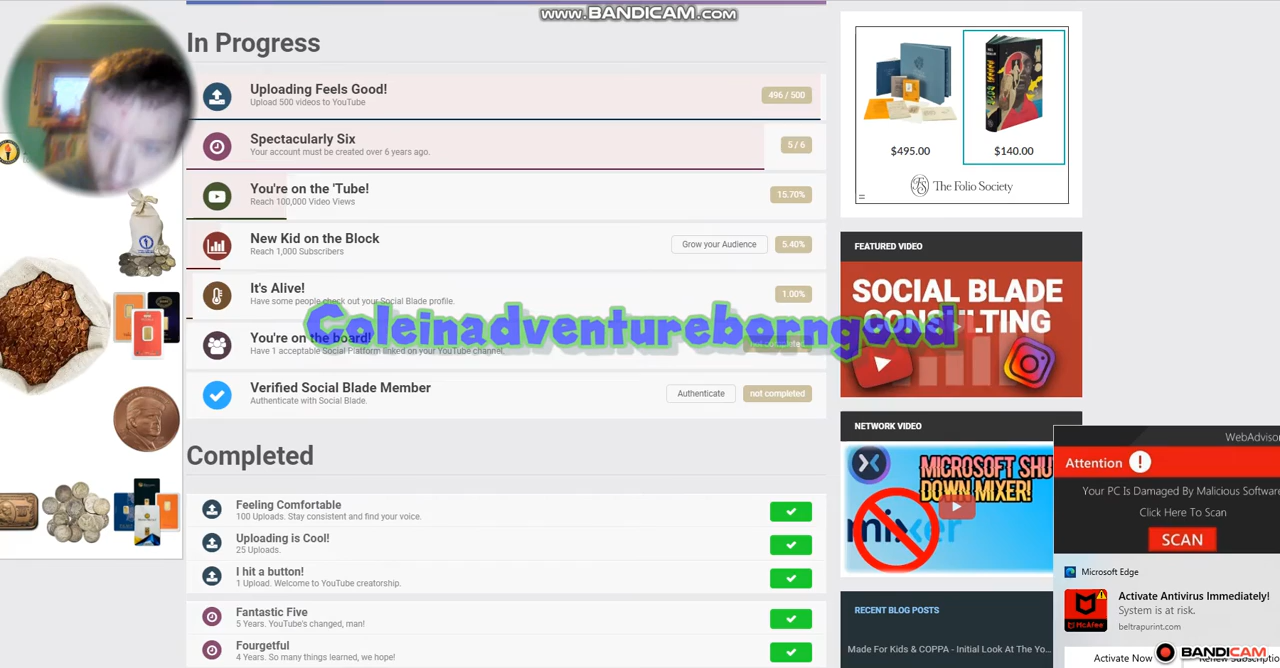 www.BANDICAM.com
In Progress
Uploading Feels Good!
Upload 500 videos to YouTube
496 / 500
Spectacularly Six
Your account must be created over 6 years ago.
5 / 6
You're on the 'Tube!
Reach 100,000 Video Views
15.70%
New Kid on the Block
Reach 1,000 Subscribers
Grow your Audience
5.40%
It's Alive!
Have some people check out your Social Blade profile.
1.00%
Coleinadventureborngood
You're on the board!
Have 1 acceptable Social Platform linked on your YouTube channel.
Verified Social Blade Member
Authenticate with Social Blade.
Authenticate
not completed
Completed
Feeling Comfortable
100 Uploads. Stay consistent and find your voice.
Uploading is Cool!
25 Uploads.
I hit a button!
1 Upload. Welcome to YouTube creatorship.
Fantastic Five
5 Years. YouTube's changed, man!
Fourgetful
4 Years. So many things learned, we hope!
$495.00
$140.00
The Folio Society
FEATURED VIDEO
SOCIAL BLADE
CONSULTING
NETWORK VIDEO
MICROSOFT SHU
DOWN MIXER!
RECENT BLOG POSTS
Made For Kids & COPPA - Initial Look At The Yo...
WebAdvisor
Attention !
Your PC Is Damaged By Malicious Software
Click Here To Scan
SCAN
Microsoft Edge
Activate Antivirus Immediately!
System is at risk.
McAfee
beltrapurint.com
Activate Now
BANDICAM